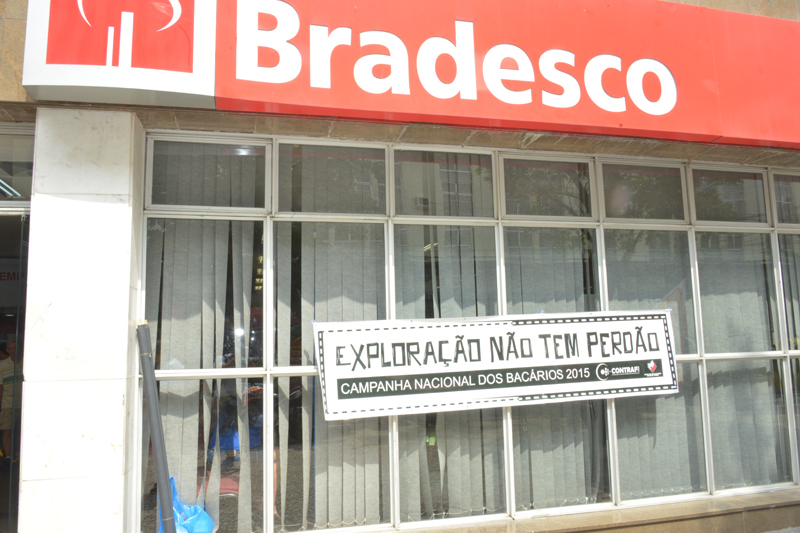 Bradesco
EXPLORAÇÃO NÃO TEM PERDÃO
CAMPANHA NACIONAL DOS BACÁRIOS 2015 CONTRAF